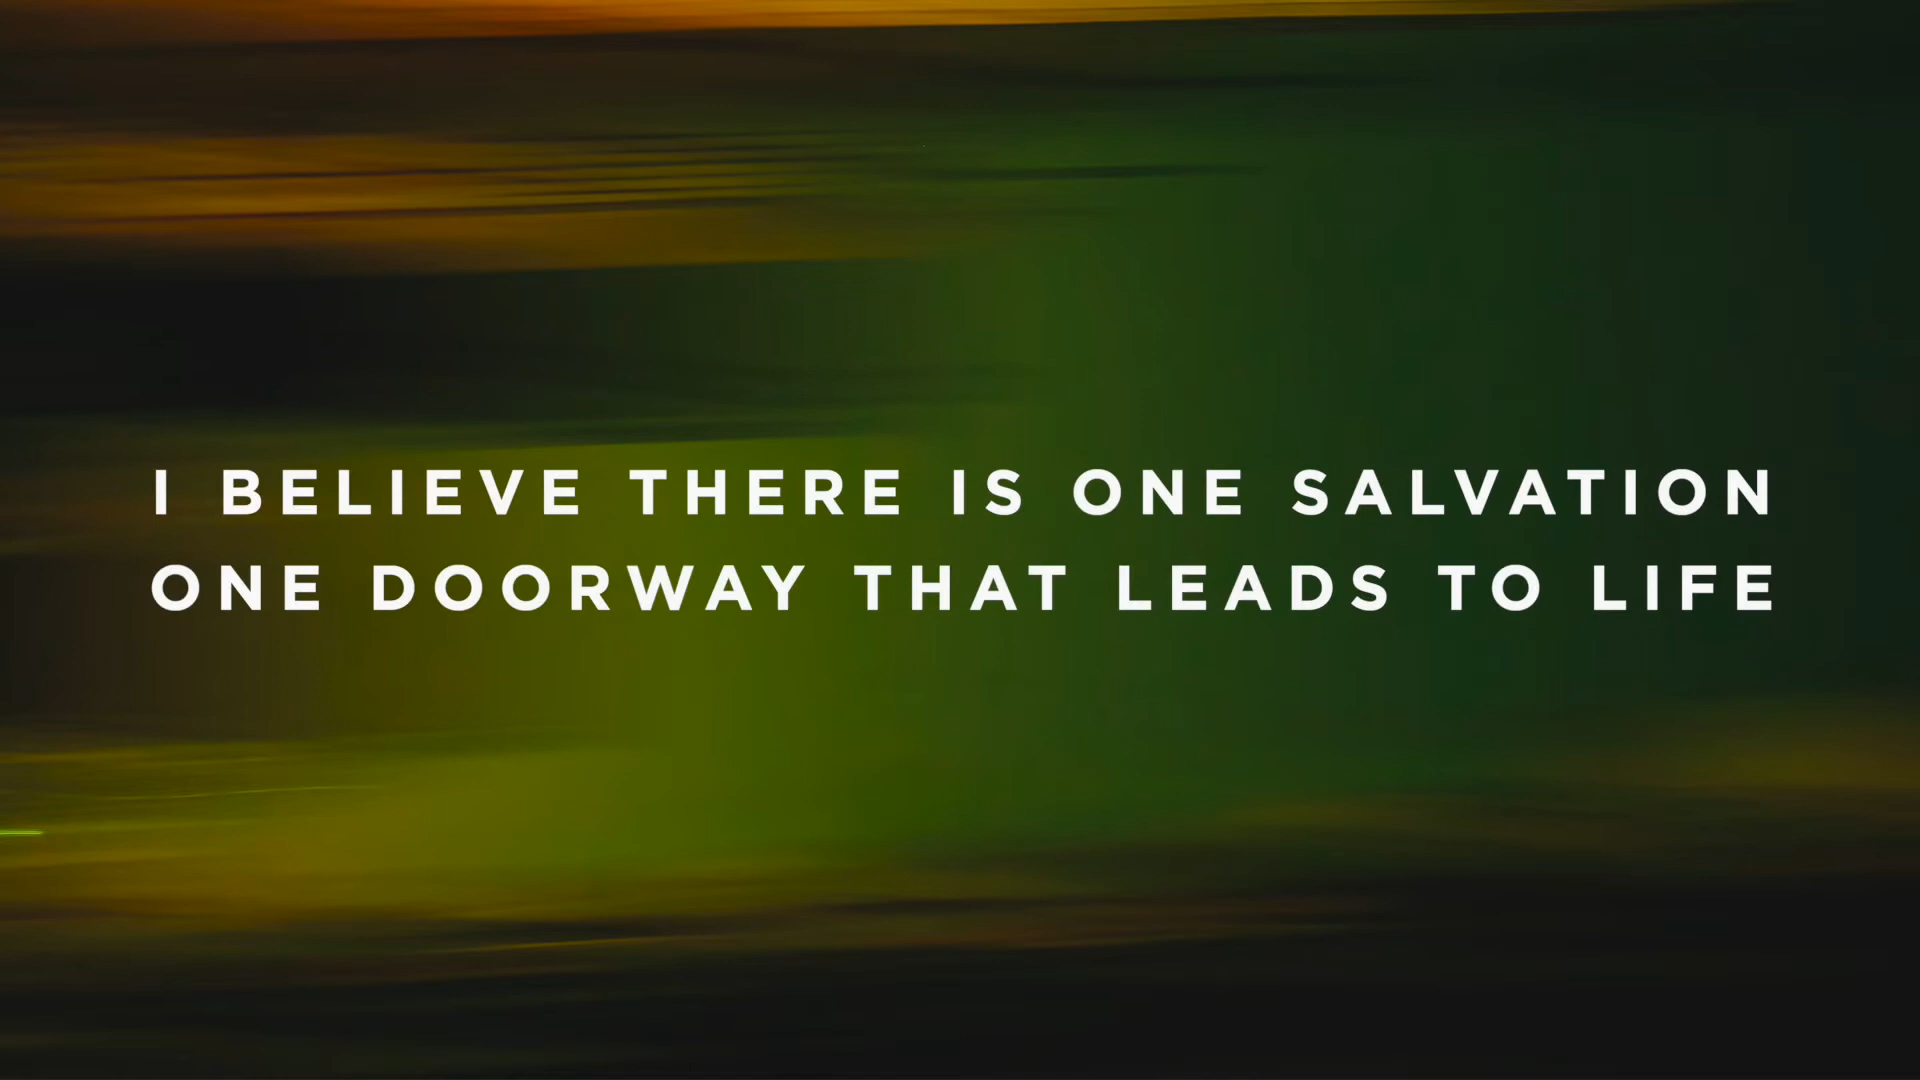 I BELIEVE THERE IS ONE SALVATION
ONE DOORWAY THAT LEADS TO LIFE